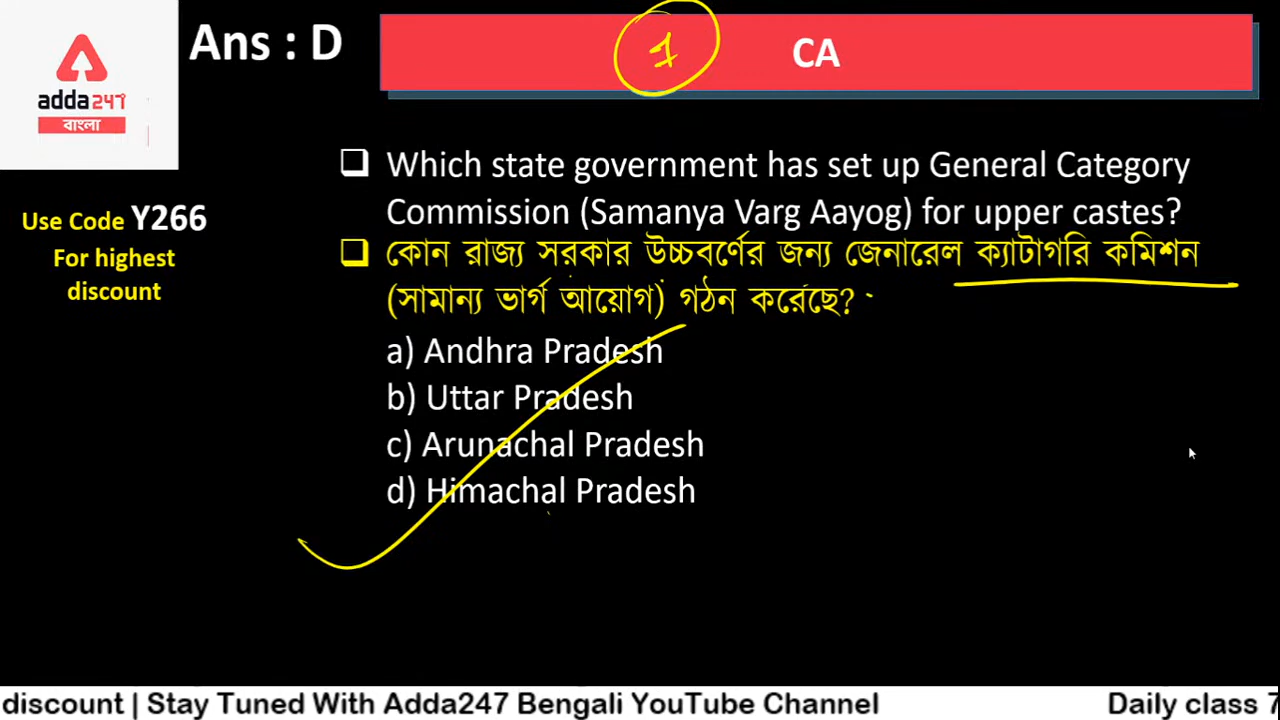 Ans : D
1
CA
adda247
বাংলা
Use Code Y266
For highest
discount
Which state government has set up General Category
Commission (Samanya Varg Aayog) for upper castes?
কোন রাজ্য সরকার উচ্চবর্ণের জন্য জেনারেল ক্যাটাগরি কমিশন
(সামান্য ভার্গ আয়োগ) গঠন করেছে?
a) Andhra Pradesh
b) Uttar Pradesh
c) Arunachal Pradesh
d) Himachal Pradesh
discount | Stay Tuned With Adda247 Bengali YouTube Channel
Daily class 7